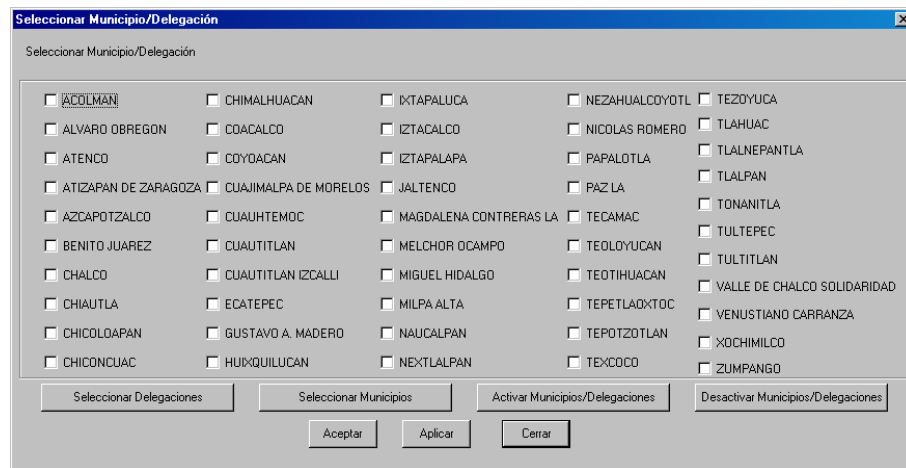 Seleccionar Municipio/Delegación
Seleccionar Municipio/Delegación
ACOLMAN
ALVARO OBREGON
ATENCO
ATIZAPAN DE ZARAGOZA
AZCAPOTZALCO
BENITO JUAREZ
CHALCO
CHIAUTLA
CHICOLOAPAN
CHICONCUAC
CHIMALHUACAN
COACALCO
COYOACAN
CUAJIMALPA DE MORELOS
CUAUHTEMOC
CUAUTITLAN
CUAUTITLAN IZCALLI
ECATEPEC
GUSTAVO A. MADERO
HUIXQUILUCAN
IXTAPALUCA
IZTACALCO
IZTAPALAPA
JALTENCO
MAGDALENA CONTRERAS LA
MELCHOR OCAMPO
MIGUEL HIDALGO
MILPA ALTA
NAUCALPAN
NEXTLALPAN
NEZAHUALCOYOTL
NICOLAS ROMERO
PAPALOTLA
PAZ LA
TECAMAC
TEOLOYUCAN
TEOTIHUACAN
TEPETLAOXTOC
TEPOTZOTLAN
TEXCOCO
TEZOYUCA
TLAHUAC
TLALNEPANTLA
TLALPAN
TONANITLA
TULTEPEC
TULTITLAN
VALLE DE CHALCO SOLIDARIDAD
VENUSTIANO CARRANZA
XOCHIMILCO
ZUMPANGO
Seleccionar Delegaciones
Seleccionar Municipios
Activar Municipios/Delegaciones
Desactivar Municipios/Delegaciones
Aceptar
Aplicar
Cerrar